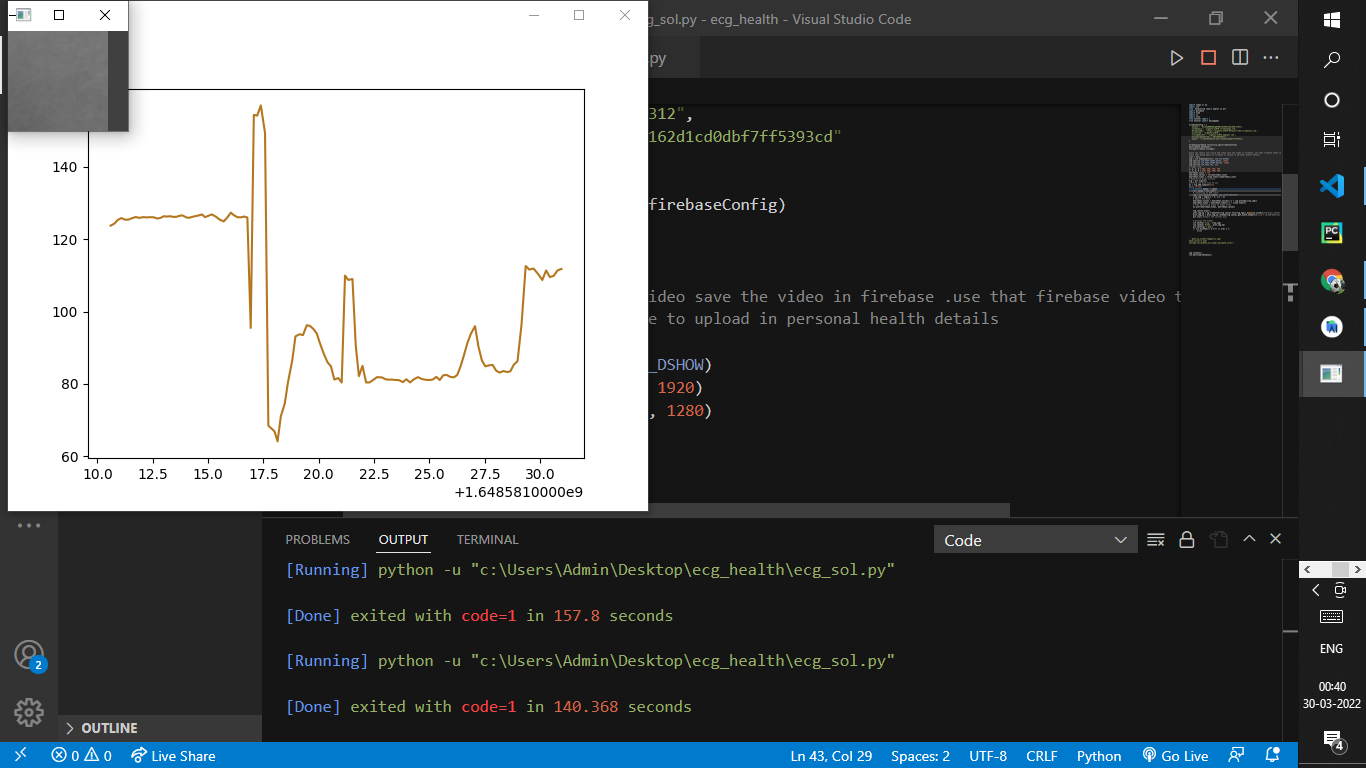 g_sol.py - ecg_health - Visual Studio Code
.py
312",
162d1cd0dbf7ff5393cd"
firebaseConfig)
ideo save the video in firebase .use that firebase video t
e to upload in personal health details
_DSHOW)
1920)
, 1280)
140
120
100
80
60
10.0 12.5 15.0 17.5 20.0 22.5 25.0 27.5 30.0
+1.6485810000e9
PROBLEMS OUTPUT TERMINAL Code
[Running] python -u "c:\Users\Admin\Desktop\ecg_health\ecg_sol.py"
[Done] exited with code=1 in 157.8 seconds
[Running] python -u "c:\Users\Admin\Desktop\ecg_health\ecg_sol.py"
[Done] exited with code=1 in 140.368 seconds
2
OUTLINE
0 0 Live Share Ln 43, Col 29 Spaces: 2 UTF-8 CRLF Python Go Live
PC
ENG
00:40
30-03-2022
4